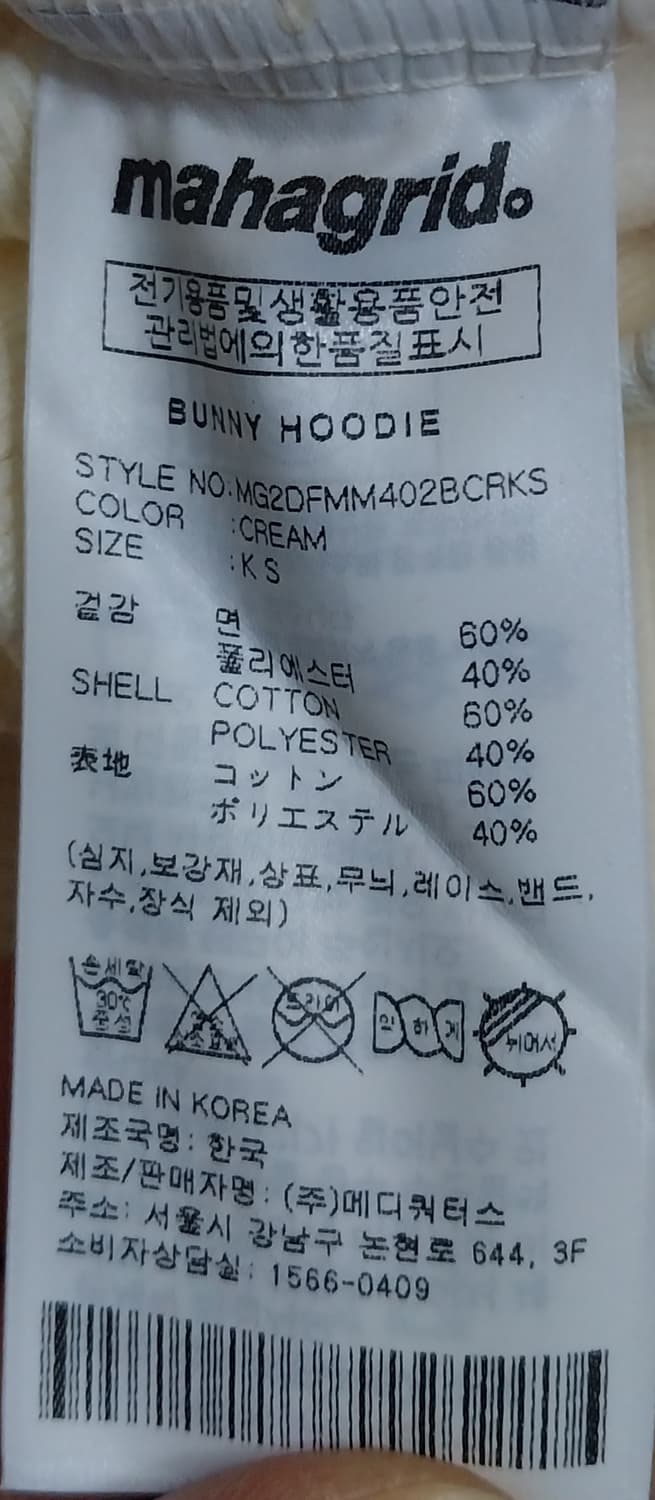 mahagrid.
전기용품및생활용품안전
관리법에의한품질표시
BUNNY HOODIE
STYLE NO.:MG2DFMM402BCRKS
COLOR :CREAM
SIZE :KS
겉감 면 60%
폴리에스터 40%
SHELL COTTON 60%
POLYESTER 40%
表地 コットン 60%
ポリエステル 40%
(심지,보강재,상표,무늬,레이스,밴드,
자수,장식 제외)
손세탁
30℃
중성
드라이
약하게
뉘어서
MADE IN KOREA
제조국명: 한국
제조/판매자명: (주)메디쿼터스
주소: 서울시 강남구 논현로 644, 3F
소비자상담실: 1566-0409